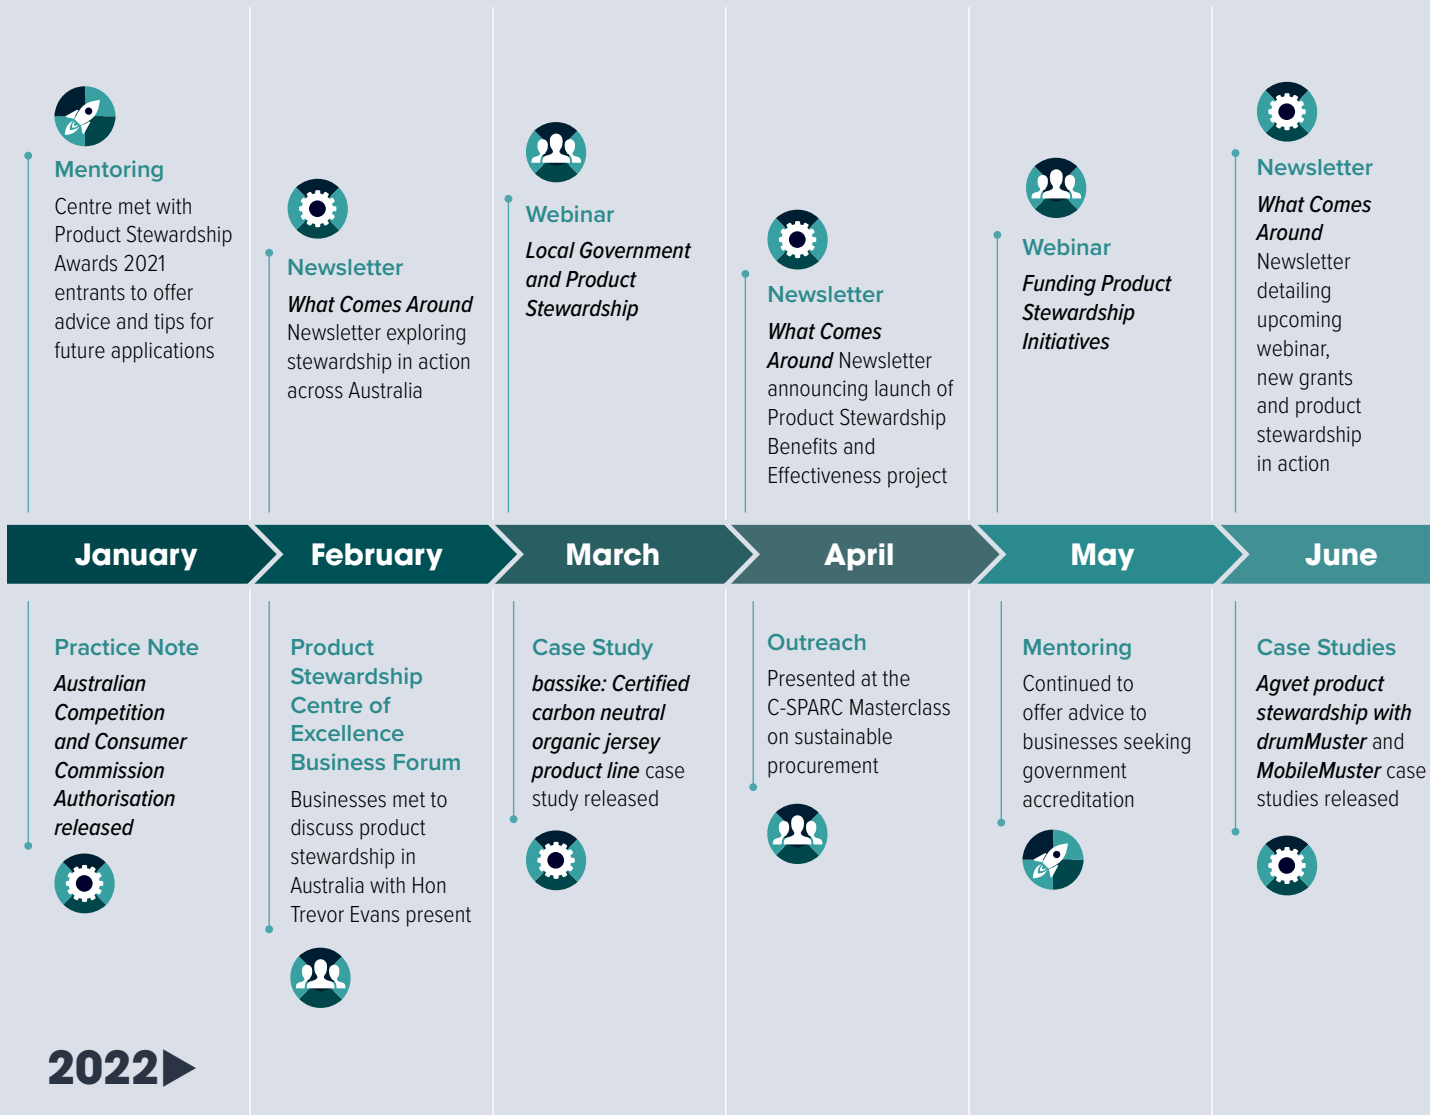 Mentoring
Centre met with
Product Stewardship
Awards 2021
entrants to offer
advice and tips for
future applications
Newsletter
What Comes Around
Newsletter exploring
stewardship in action
across Australia
Webinar
Local Government
and Product
Stewardship
Newsletter
What Comes
Around Newsletter
announcing launch of
Product Stewardship
Benefits and
Effectiveness project
Webinar
Funding Product
Stewardship
Initiatives
Newsletter
What Comes
Around
Newsletter
detailing
upcoming
webinar,
new grants
and product
stewardship
in action
January
February
March
April
May
June
Practice Note
Australian
Competition
and Consumer
Commission
Authorisation
released
Product
Stewardship
Centre of
Excellence
Business Forum
Businesses met to
discuss product
stewardship in
Australia with Hon
Trevor Evans present
Case Study
bassike: Certified
carbon neutral
organic jersey
product line case
study released
Outreach
Presented at the
C-SPARC Masterclass
on sustainable
procurement
Mentoring
Continued to
offer advice to
businesses seeking
government
accreditation
Case Studies
Agvet product
stewardship with
drumMuster and
MobileMuster case
studies released
2022